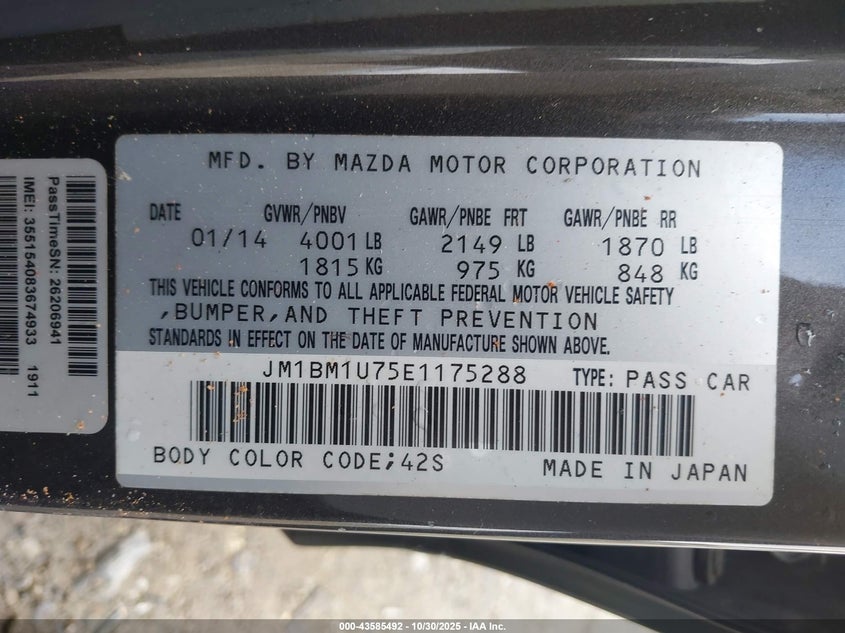 MFD. BY MAZDA MOTOR CORPORATION
DATE GVWR/PNBV GAWR/PNBE FRT GAWR/PNBE RR
01/14 4001 LB 2149 LB 1870 LB
1815 KG 975 KG 848 KG
THIS VEHICLE CONFORMS TO ALL APPLICABLE FEDERAL MOTOR VEHICLE SAFETY
,BUMPER,AND THEFT PREVENTION
STANDARDS IN EFFECT ON THE DATE OF MANUFACTURE SHOWN ABOVE.
JM1BM1U75E1175288 TYPE: PASS CAR
BODY COLOR CODE;42S MADE IN JAPAN
PassTimeSN: 26206941
IMEI: 355154083674933 1911
000-43585492 - 10/30/2025 - IAA Inc.